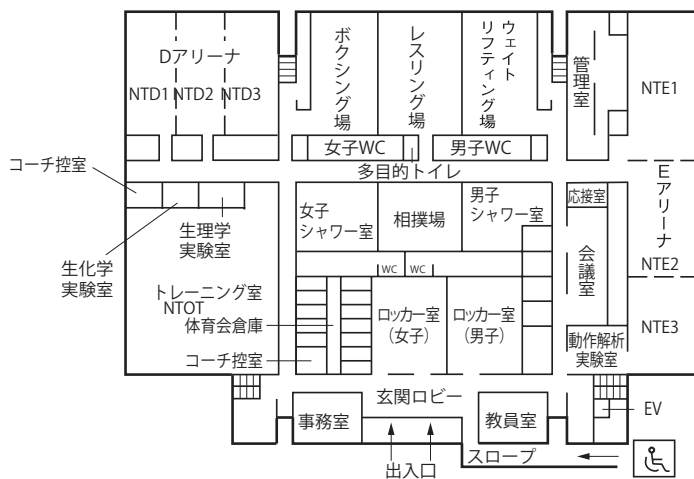 Dアリーナ
NTD1
NTD2
NTD3
ボクシング場
レスリング場
ウェイト
リフティング場
管理室
NTE1
コーチ控室
女子WC
男子WC
多目的トイレ
Eアリーナ
生化学
実験室
生理学
実験室
女子
シャワー室
相撲場
男子
シャワー室
応接室
会議室
NTE2
WC
WC
トレーニング室
NTOT
体育会倉庫
コーチ控室
ロッカー室
(女子)
ロッカー室
(男子)
動作解析
実験室
NTE3
玄関ロビー
事務室
教員室
EV
出入口
スロープ